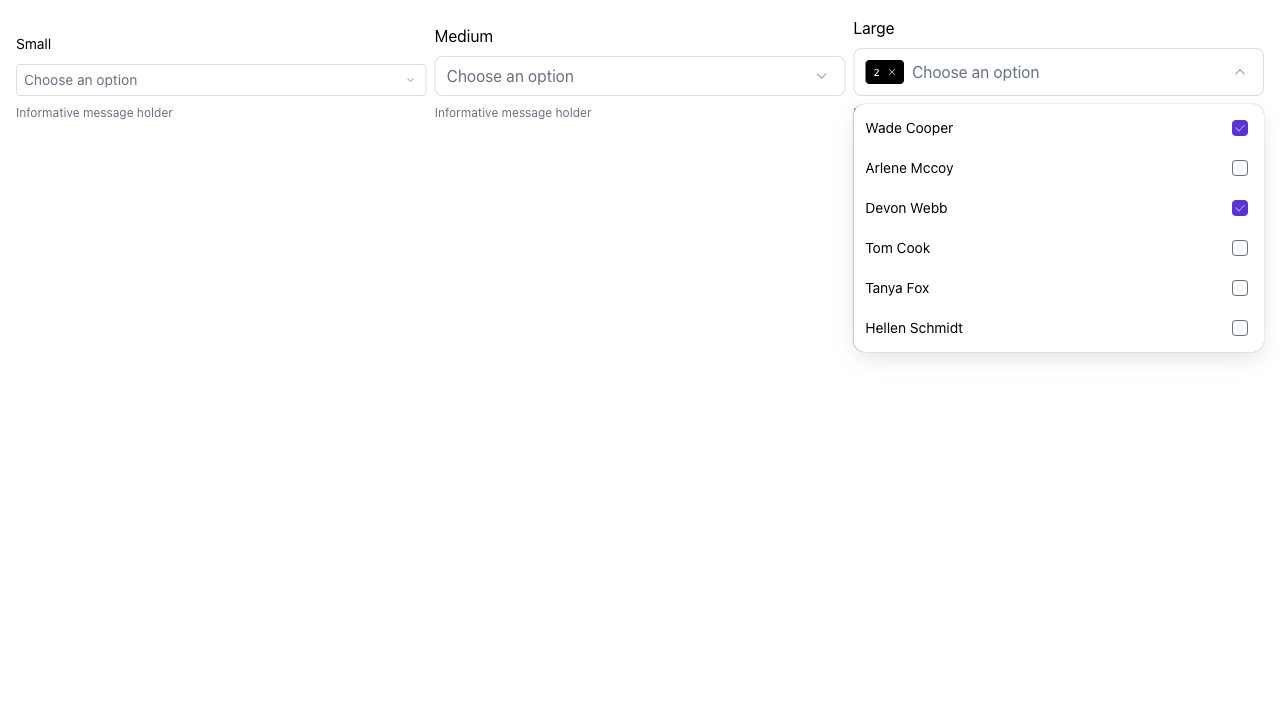 Small
Choose an option
Informative message holder
Medium
Choose an option
Informative message holder
Large
2 Choose an option
Wade Cooper
Arlene Mccoy
Devon Webb
Tom Cook
Tanya Fox
Hellen Schmidt